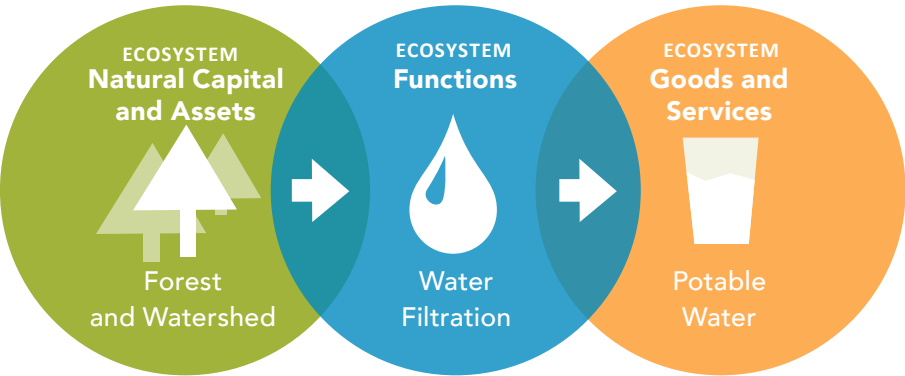 ECOSYSTEM
Natural Capital
and Assets
Forest
and Watershed
ECOSYSTEM
Functions
Water
Filtration
ECOSYSTEM
Goods and
Services
Potable
Water